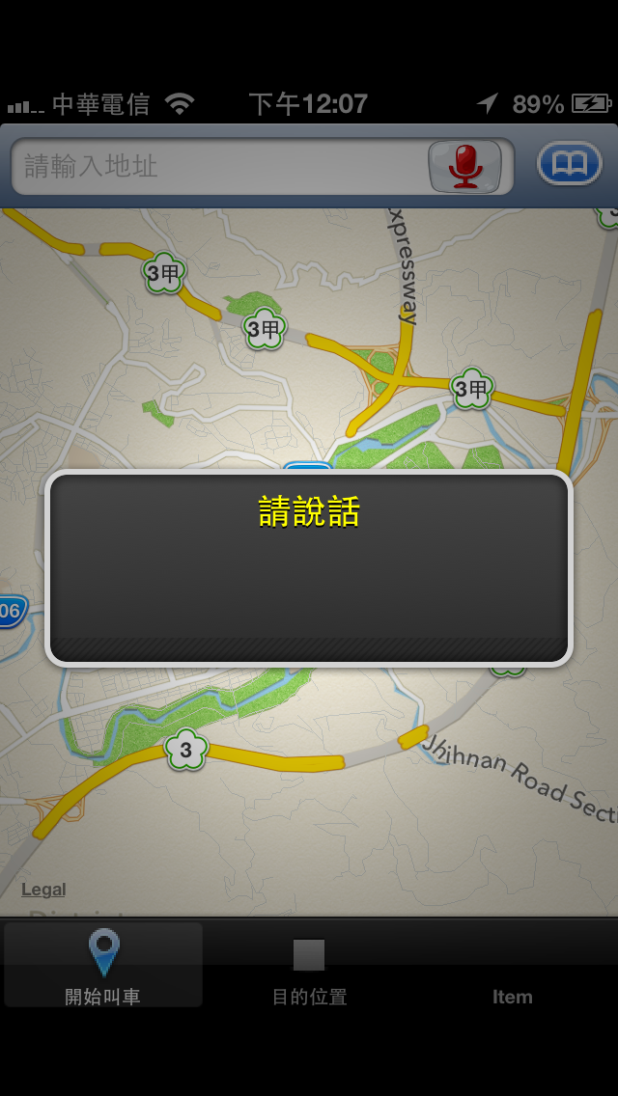 中華電信 下午12:07 89%
請輸入地址
xpressway
3甲
3甲
3甲
請說話
06
3
Jhihnan Road Sect
Legal
開始叫車 目的位置 Item